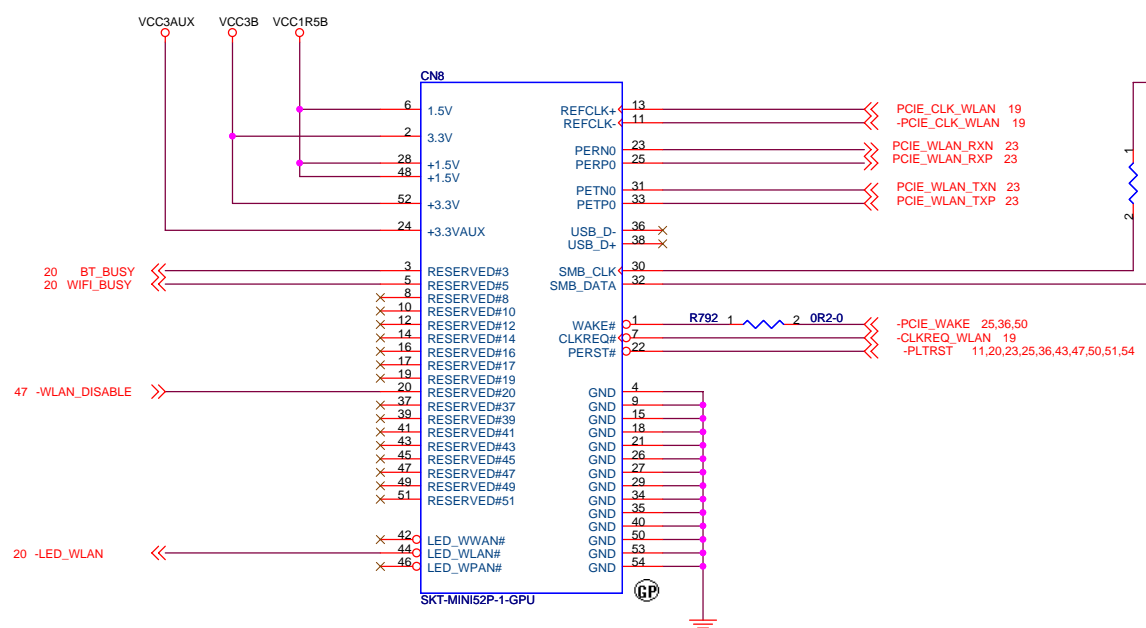 VCC3AUX VCC3B VCC1R5B
CN8
6 1.5V REFCLK+ 13 PCIE_CLK_WLAN 19
REFCLK- 11 -PCIE_CLK_WLAN 19
2 3.3V
PERN0 23 PCIE_WLAN_RXN 23
28 +1.5V PERP0 25 PCIE_WLAN_RXP 23
48 +1.5V
PETN0 31 PCIE_WLAN_TXN 23
52 +3.3V PETP0 33 PCIE_WLAN_TXP 23
24 +3.3VAUX USB_D- 36
USB_D+ 38
1
2
20 BT_BUSY 3 RESERVED#3 SMB_CLK 30
20 WIFI_BUSY 5 RESERVED#5 SMB_DATA 32
8 RESERVED#8
10 RESERVED#10
12 RESERVED#12 WAKE# 1 R792 1 2 0R2-0 -PCIE_WAKE 25,36,50
14 RESERVED#14 CLKREQ# 7 -CLKREQ_WLAN 19
16 RESERVED#16 PERST# 22 -PLTRST 11,20,23,25,36,43,47,50,51,54
17 RESERVED#17
19 RESERVED#19
47 -WLAN_DISABLE 20 RESERVED#20 GND 4
37 RESERVED#37 GND 9
39 RESERVED#39 GND 15
41 RESERVED#41 GND 18
43 RESERVED#43 GND 21
45 RESERVED#45 GND 26
47 RESERVED#47 GND 27
49 RESERVED#49 GND 29
51 RESERVED#51 GND 34
GND 35
GND 40
42 LED_WWAN# GND 50
20 -LED_WLAN 44 LED_WLAN# GND 53
46 LED_WPAN# GND 54
SKT-MINI52P-1-GPU
GP